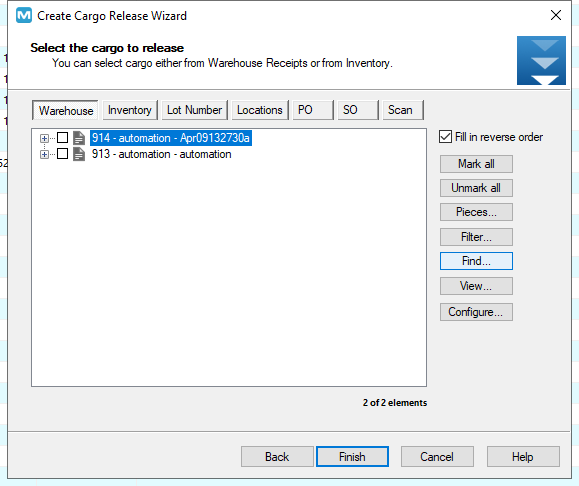 Create Cargo Release Wizard
Select the cargo to release
You can select cargo either from Warehouse Receipts or from Inventory.
Warehouse Inventory Lot Number Locations PO SO Scan
914 - automation - Apr09132730a
913 - automation - automation
Fill in reverse order
Mark all
Unmark all
Pieces...
Filter...
Find...
View...
Configure...
2 of 2 elements
Back Finish Cancel Help